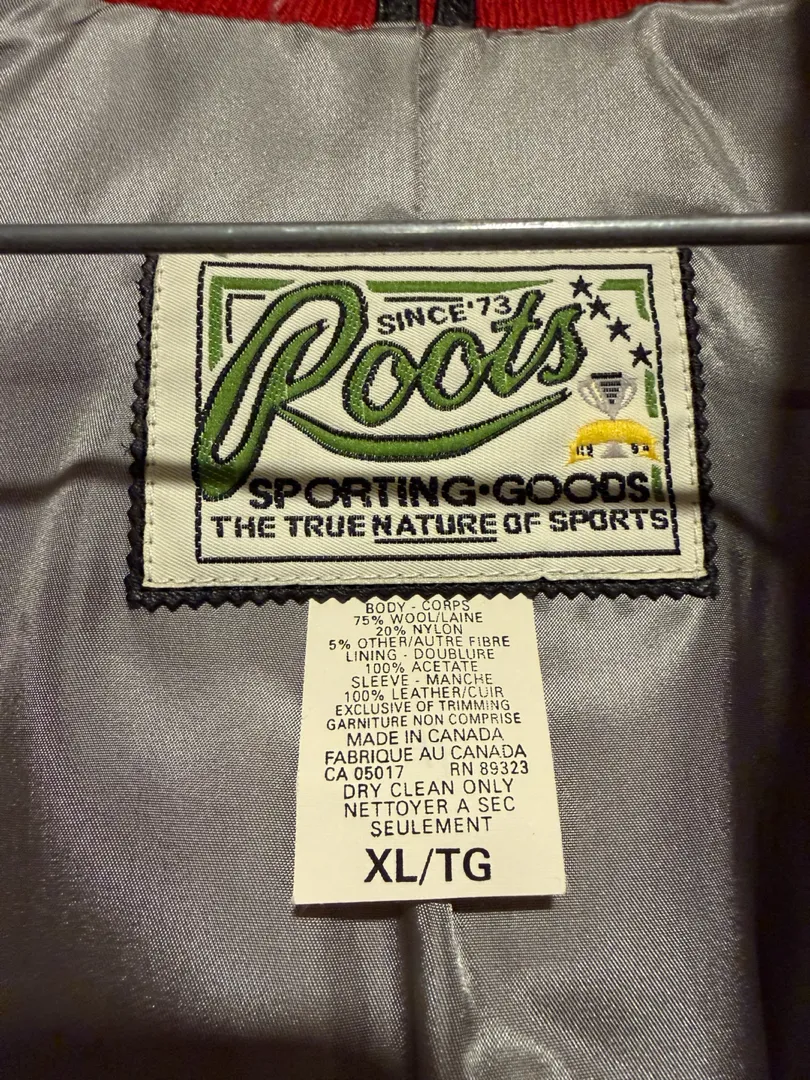 SINCE '73
Roots
SPORTING•GOODS
THE TRUE NATURE OF SPORTS
BODY - CORPS
75% WOOL/LAINE
20% NYLON
5% OTHER/AUTRE FIBRE
LINING - DOUBLURE
100% ACETATE
SLEEVE - MANCHE
100% LEATHER/CUIR
EXCLUSIVE OF TRIMMING
GARNITURE NON COMPRISE
MADE IN CANADA
FABRIQUE AU CANADA
CA 05017 RN 89323
DRY CLEAN ONLY
NETTOYER A SEC
SEULEMENT
XL/TG